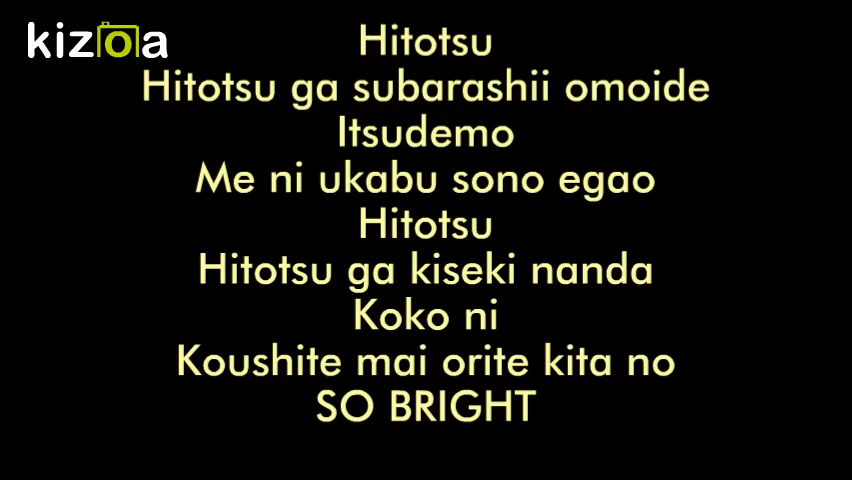 kizoa
Hitotsu
Hitotsu ga subarashii omoide
Itsudemo
Me ni ukabu sono egao
Hitotsu
Hitotsu ga kiseki nanda
Koko ni
Koushite mai orite kita no
SO BRIGHT